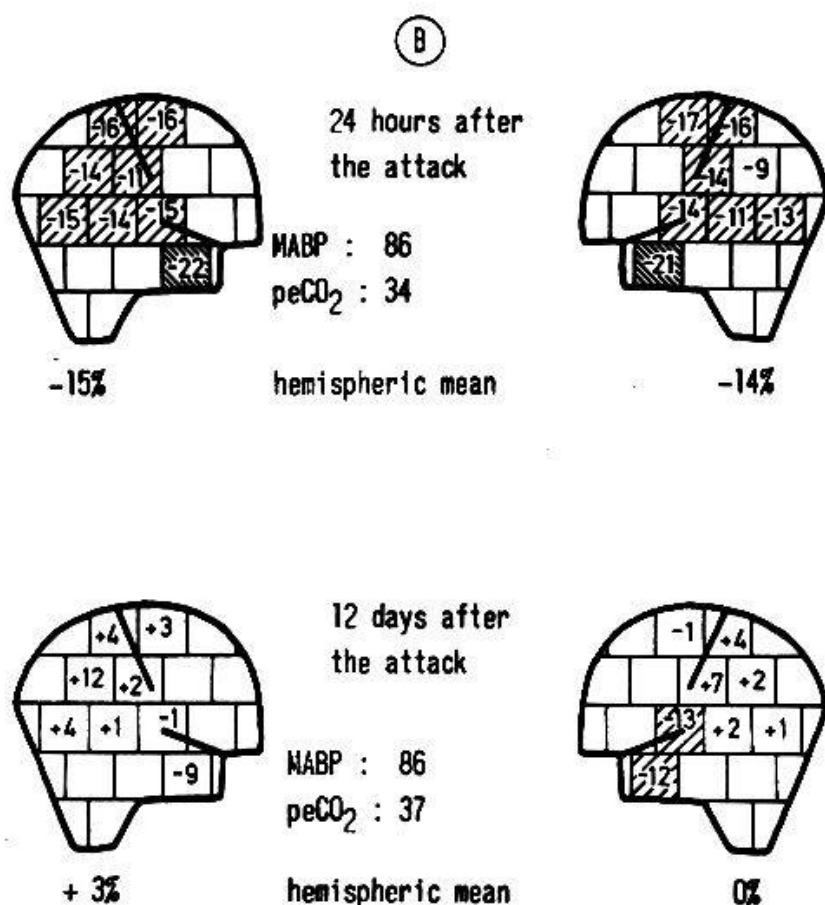 B
-16 -16
-14 -11
-15 -14 -15
-22
-15%
24 hours after
the attack
MABP : 86
peCO2 : 34
hemispheric mean
-17 -16
-14 -9
-14 -11 -13
-21
-14%
+4 +3
+12 +2
+4 +1 -1
-9
+ 3%
12 days after
the attack
MABP : 86
peCO2 : 37
hemispheric mean
-1 +4
+7 +2
-13 +2 +1
-12
0%